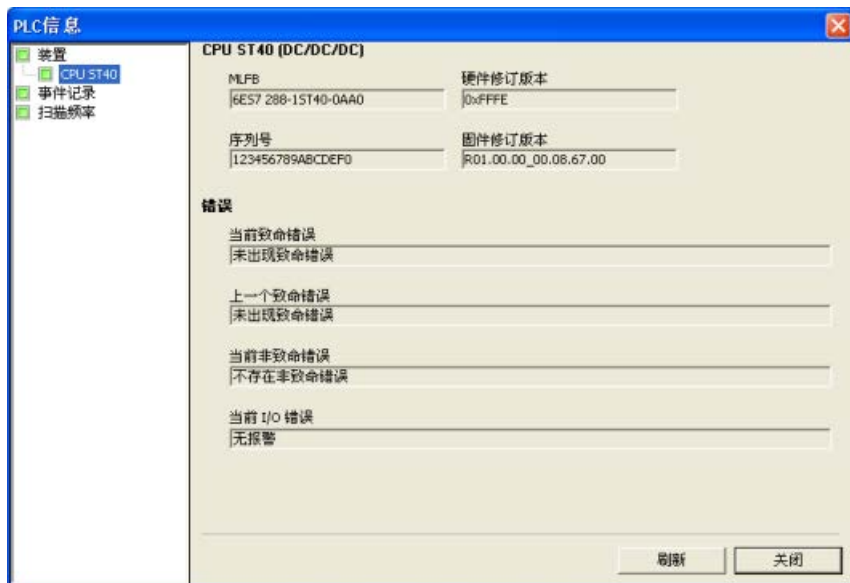 PLC信息
装置
CPU ST40
事件记录
扫描频率
CPU ST40 (DC/DC/DC)
MLFB
硬件修订版本
6ES7 288-1ST40-0AA0
0xFFFE
序列号
固件修订版本
123456789ABCDEF0
R01.00.00_00.08.67.00
错误
当前致命错误
未出现致命错误
上一个致命错误
未出现致命错误
当前非致命错误
不存在非致命错误
当前 I/O 错误
无报警
刷新
关闭